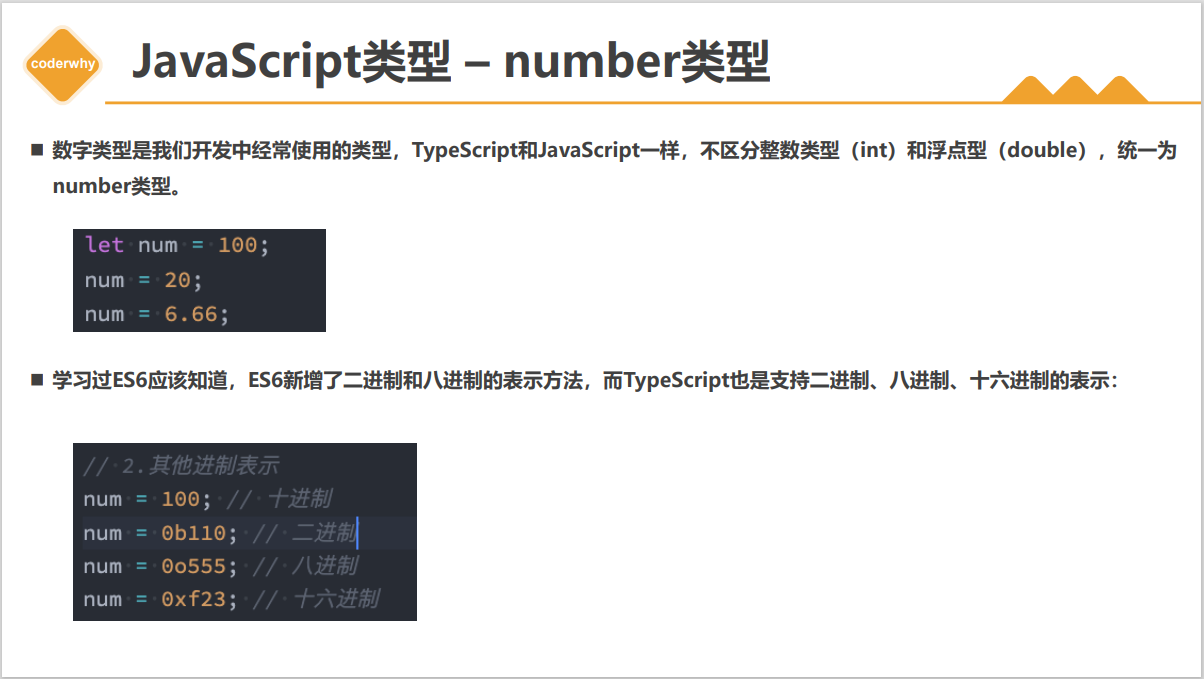 coderwhy
JavaScript类型 – number类型
■ 数字类型是我们开发中经常使用的类型，TypeScript和JavaScript一样，不区分整数类型（int）和浮点型（double），统一为
number类型。
let num = 100;
num = 20;
num = 6.66;
■ 学习过ES6应该知道，ES6新增了二进制和八进制的表示方法，而TypeScript也是支持二进制、八进制、十六进制的表示：
// 2.其他进制表示
num = 100; // 十进制
num = 0b110; // 二进制
num = 0o555; // 八进制
num = 0xf23; // 十六进制